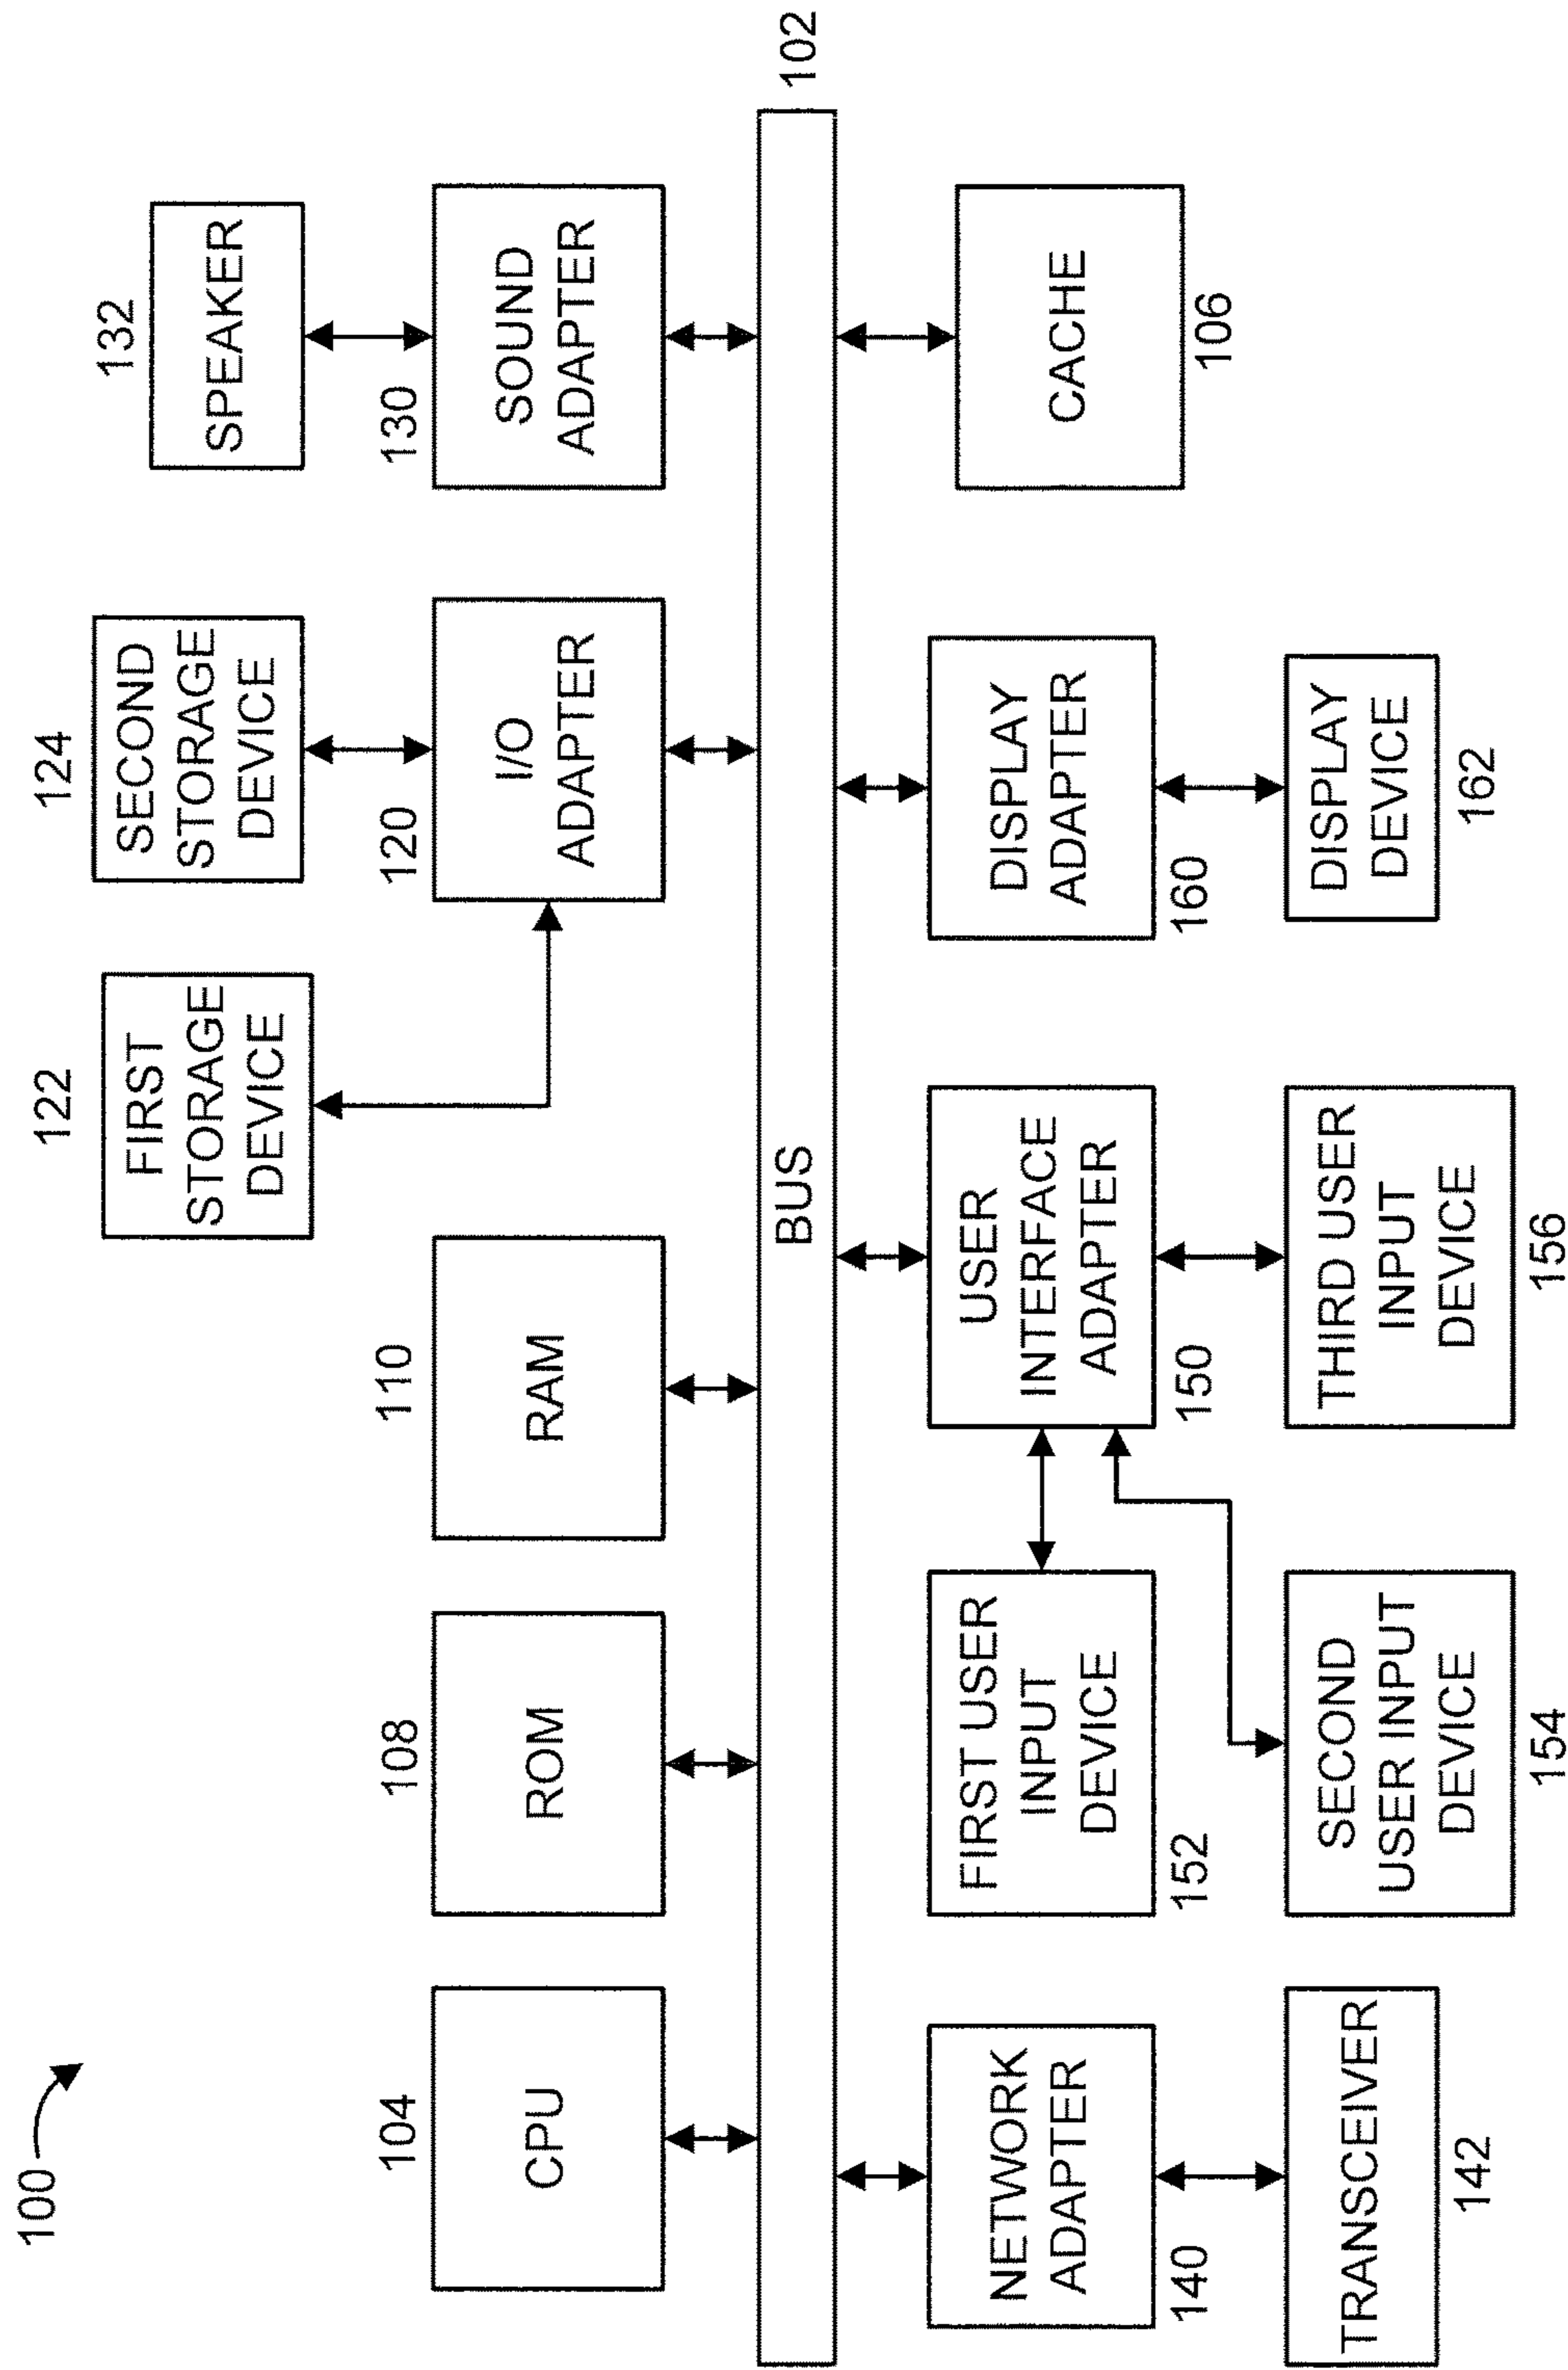 100
132
SPEAKER
124
SECOND
STORAGE
DEVICE
122
FIRST
STORAGE
DEVICE
104
CPU
108
ROM
110
RAM
120
I/O
ADAPTER
130
SOUND
ADAPTER
BUS
102
NETWORK
ADAPTER
140
FIRST USER
INPUT
DEVICE
152
USER
INTERFACE
ADAPTER
150
DISPLAY
ADAPTER
160
CACHE
106
TRANSCEIVER
142
SECOND
USER INPUT
DEVICE
154
THIRD USER
INPUT
DEVICE
156
DISPLAY
DEVICE
162